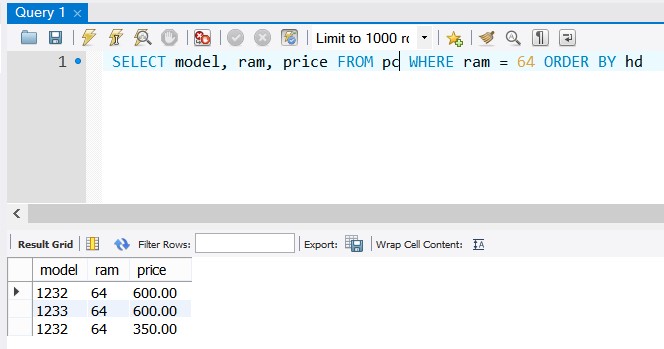 Query 1 ×
Limit to 1000 r
1 SELECT model, ram, price FROM pc WHERE ram = 64 ORDER BY hd
Result Grid Filter Rows: Export: Wrap Cell Content: IA
model ram price
1232 64 600.00
1233 64 600.00
1232 64 350.00